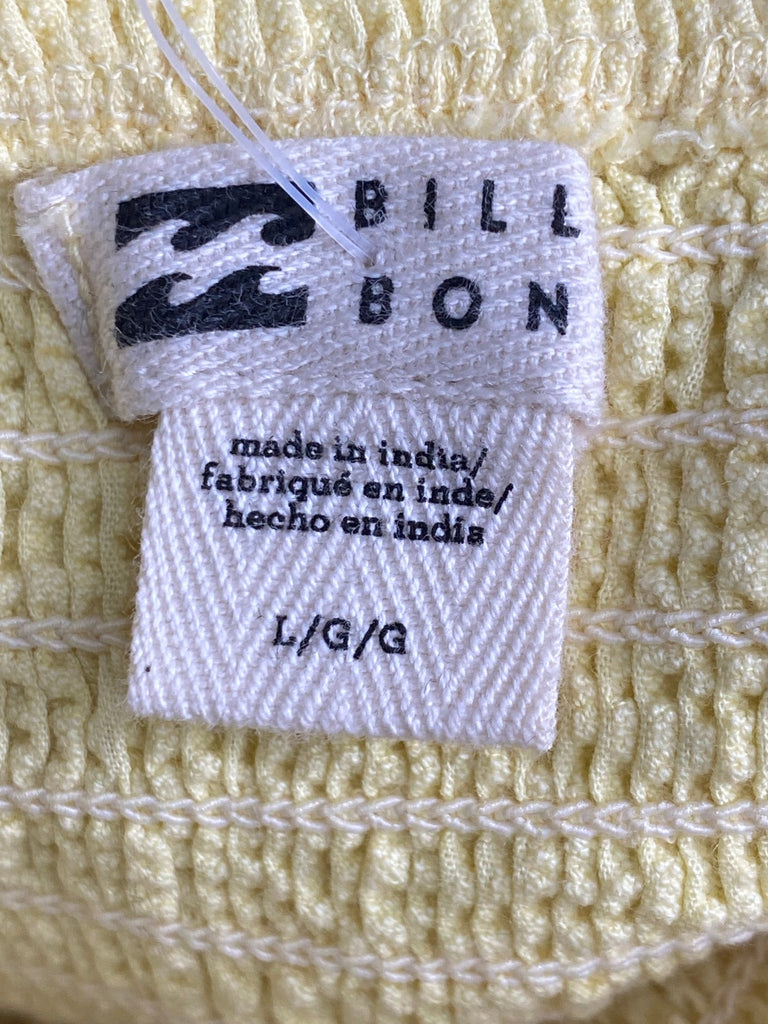 BILL
BON
made in india/
fabriqué en inde/
hecho en india
L/G/G